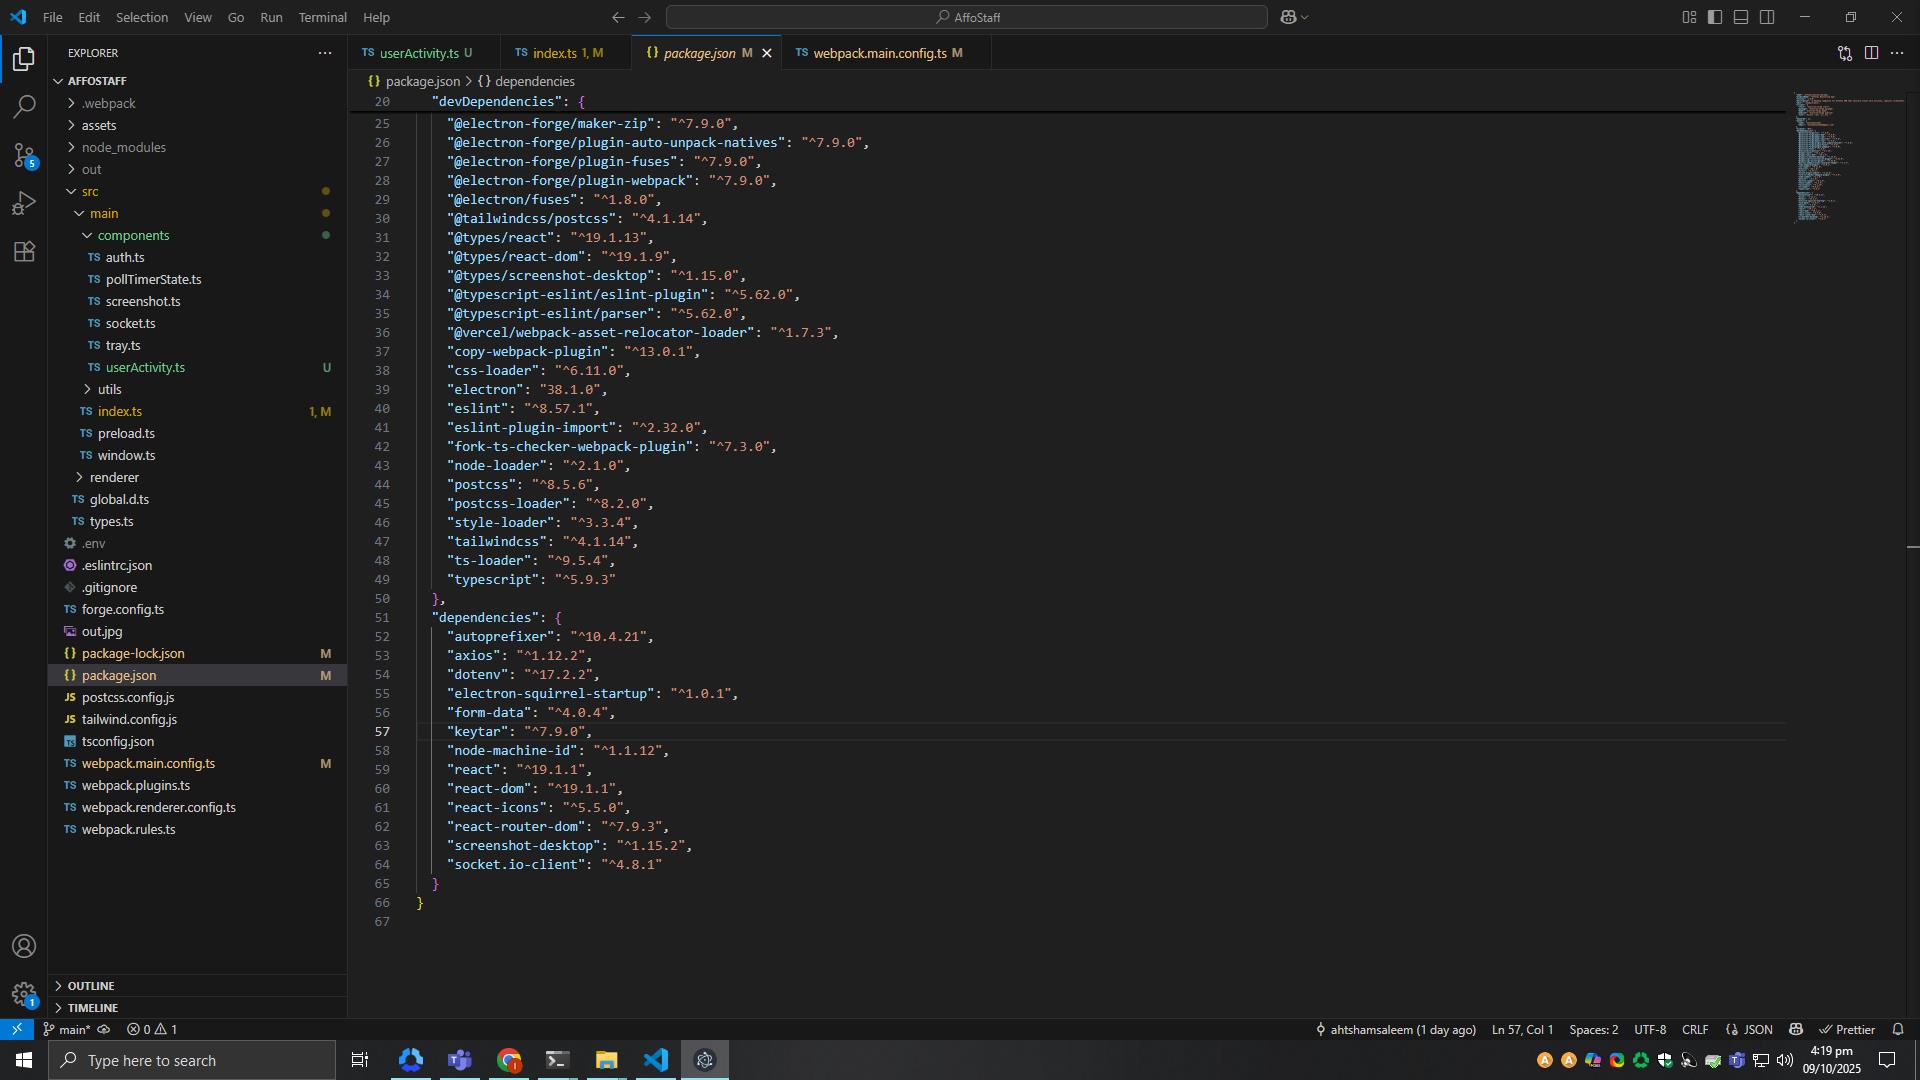 File Edit Selection View Go Run Terminal Help
AffoStaff
EXPLORER
AFFOSTAFF
.webpack
assets
node_modules
out
src
main
components
TS auth.ts
TS pollTimerState.ts
TS screenshot.ts
TS socket.ts
TS tray.ts
TS userActivity.ts U
utils
TS index.ts 1, M
TS preload.ts
TS window.ts
renderer
TS global.d.ts
TS types.ts
.env
.eslintrc.json
.gitignore
TS forge.config.ts
out.jpg
{} package-lock.json M
{} package.json M
JS postcss.config.js
JS tailwind.config.js
tsconfig.json
TS webpack.main.config.ts M
TS webpack.plugins.ts
TS webpack.renderer.config.ts
TS webpack.rules.ts
OUTLINE
TIMELINE
5
1
TS userActivity.ts U
TS index.ts 1, M
{} package.json M
TS webpack.main.config.ts M
{} package.json > {} dependencies
20 "devDependencies": {
25 "@electron-forge/maker-zip": "^7.9.0",
26 "@electron-forge/plugin-auto-unpack-natives": "^7.9.0",
27 "@electron-forge/plugin-fuses": "^7.9.0",
28 "@electron-forge/plugin-webpack": "^7.9.0",
29 "@electron/fuses": "^1.8.0",
30 "@tailwindcss/postcss": "^4.1.14",
31 "@types/react": "^19.1.13",
32 "@types/react-dom": "^19.1.9",
33 "@types/screenshot-desktop": "^1.15.0",
34 "@typescript-eslint/eslint-plugin": "^5.62.0",
35 "@typescript-eslint/parser": "^5.62.0",
36 "@vercel/webpack-asset-relocator-loader": "^1.7.3",
37 "copy-webpack-plugin": "^13.0.1",
38 "css-loader": "^6.11.0",
39 "electron": "38.1.0",
40 "eslint": "^8.57.1",
41 "eslint-plugin-import": "^2.32.0",
42 "fork-ts-checker-webpack-plugin": "^7.3.0",
43 "node-loader": "^2.1.0",
44 "postcss": "^8.5.6",
45 "postcss-loader": "^8.2.0",
46 "style-loader": "^3.3.4",
47 "tailwindcss": "^4.1.14",
48 "ts-loader": "^9.5.4",
49 "typescript": "^5.9.3"
50 },
51 "dependencies": {
52 "autoprefixer": "^10.4.21",
53 "axios": "^1.12.2",
54 "dotenv": "^17.2.2",
55 "electron-squirrel-startup": "^1.0.1",
56 "form-data": "^4.0.4",
57 "keytar": "^7.9.0",
58 "node-machine-id": "^1.1.12",
59 "react": "^19.1.1",
60 "react-dom": "^19.1.1",
61 "react-icons": "^5.5.0",
62 "react-router-dom": "^7.9.3",
63 "screenshot-desktop": "^1.15.2",
64 "socket.io-client": "^4.8.1"
65 }
66 }
67
main* 0 1
ahtshamsaleem (1 day ago) Ln 57, Col 1 Spaces: 2 UTF-8 CRLF {} JSON Prettier
Type here to search
4:19 pm
09/10/2025